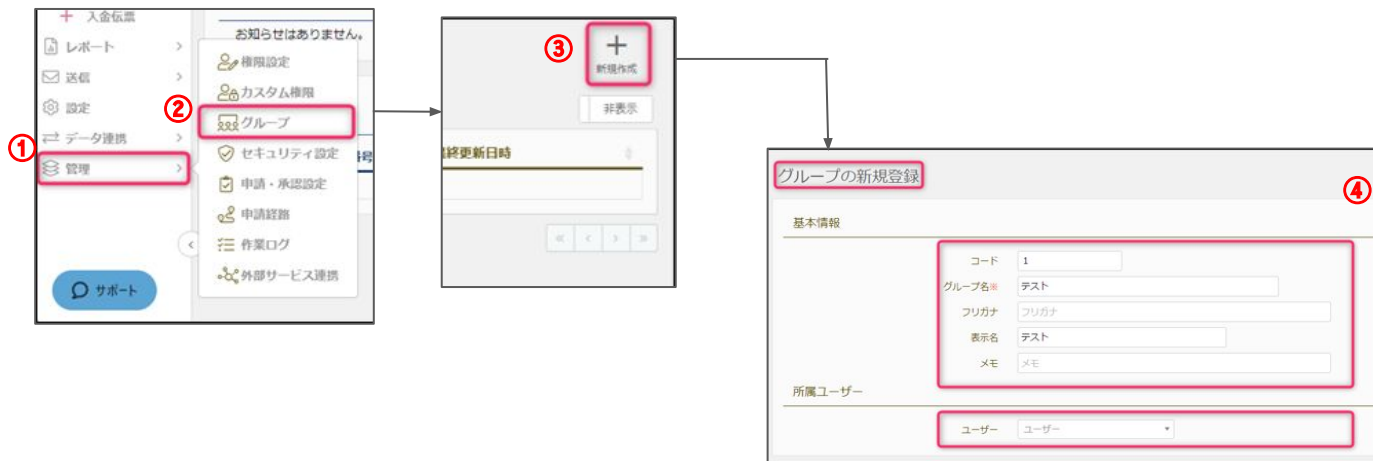 入金伝票
お知らせはありません。
レポート
送信
設定
データ連携
管理
サポート
①
②
権限設定
カスタム権限
グループ
セキュリティ設定
申請・承認設定
申請経路
作業ログ
外部サービス連携
号
③
新規作成
非表示
終更新日時
グループの新規登録
④
基本情報
コード 1
グループ名※ テスト
フリガナ フリガナ
表示名 テスト
メモ メモ
所属ユーザー
ユーザー ユーザー